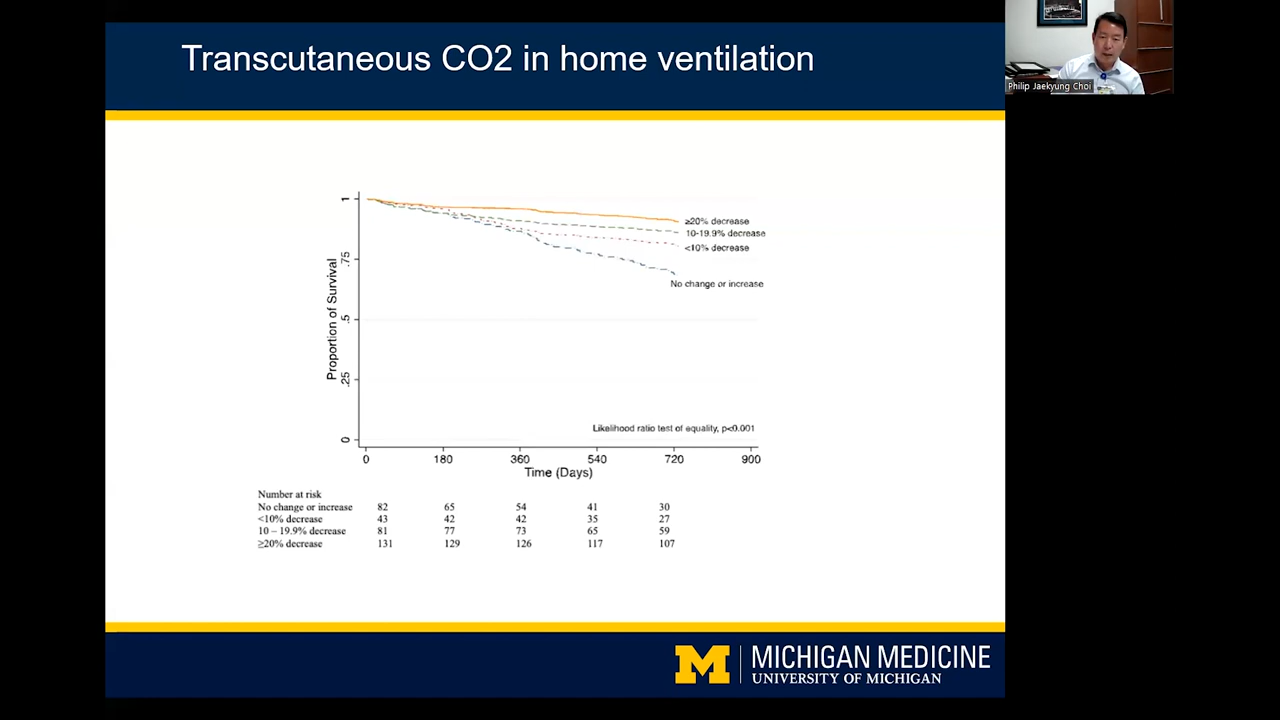 Transcutaneous CO2 in home ventilation
Philip Jaekyung Choi
Proportion of Survival
1
.75
.5
.25
0
≥20% decrease
10-19.9% decrease
<10% decrease
No change or increase
Likelihood ratio test of equality, p<0.001
0 180 360 540 720 900
Time (Days)
Number at risk
No change or increase 82 65 54 41 30
<10% decrease 43 42 42 35 27
10 – 19.9% decrease 81 77 73 65 59
≥20% decrease 131 129 126 117 107
M MICHIGAN MEDICINE
UNIVERSITY OF MICHIGAN